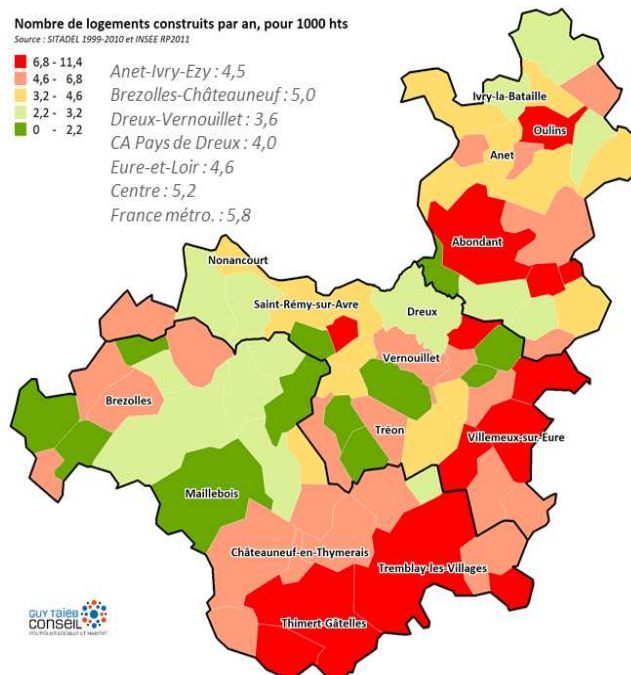 Nombre de logements construits par an, pour 1000 hts
Source : SITADEL 1999-2010 et INSEE RP2011
6,8 - 11,4
4,6 - 6,8
3,2 - 4,6
2,2 - 3,2
0 - 2,2
Anet-Ivry-Ezy : 4,5
Brezolles-Châteauneuf : 5,0
Dreux-Vernouillet : 3,6
CA Pays de Dreux : 4,0
Eure-et-Loir : 4,6
Centre : 5,2
France métro. : 5,8
Ivry-la-Bataille
Oulins
Anet
Abondant
Nonancourt
Saint-Rémy-sur-Avre
Dreux
Vernouillet
Brezolles
Tréon
Villemeux-sur-Eure
Maillebois
Châteauneuf-en-Thymerais
Tremblay-les-Villages
Thimert-Gâtelles
GUY TAÏEB
CONSEIL
POLITIQUES SOCIALES ET HABITAT